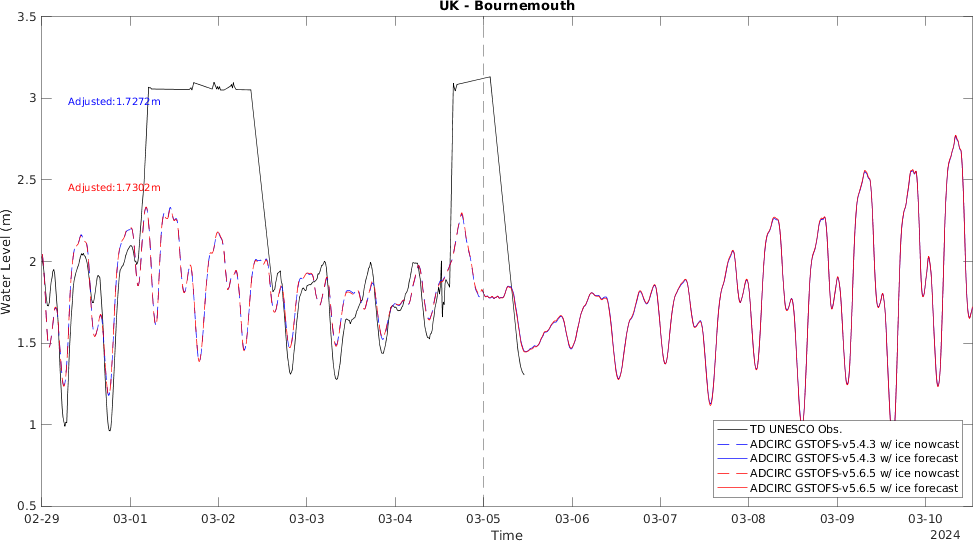 UK - Bournemouth
3.5
3
2.5
2
1.5
1
0.5
Water Level (m)
Adjusted:1.7272m
Adjusted:1.7302m
TD UNESCO Obs.
ADCIRC GSTOFS-v5.4.3 w/ ice nowcast
ADCIRC GSTOFS-v5.4.3 w/ ice forecast
ADCIRC GSTOFS-v5.6.5 w/ ice nowcast
ADCIRC GSTOFS-v5.6.5 w/ ice forecast
02-29 03-01 03-02 03-03 03-04 03-05 03-06 03-07 03-08 03-09 03-10
Time
2024